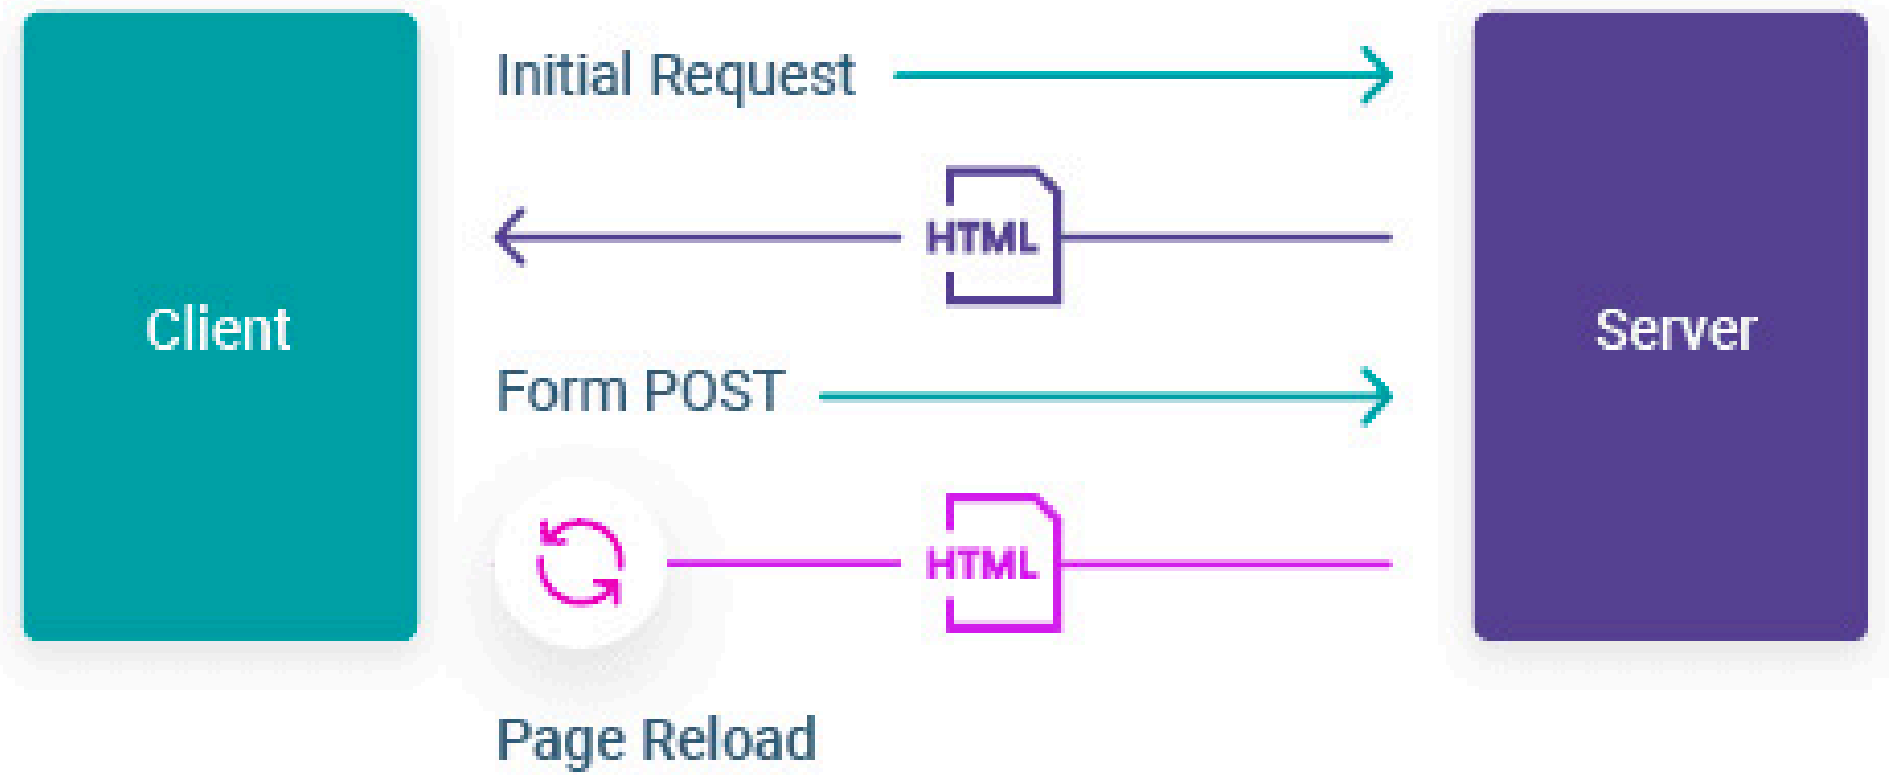 Initial Request
HTML
Client
Server
Form POST
HTML
Page Reload